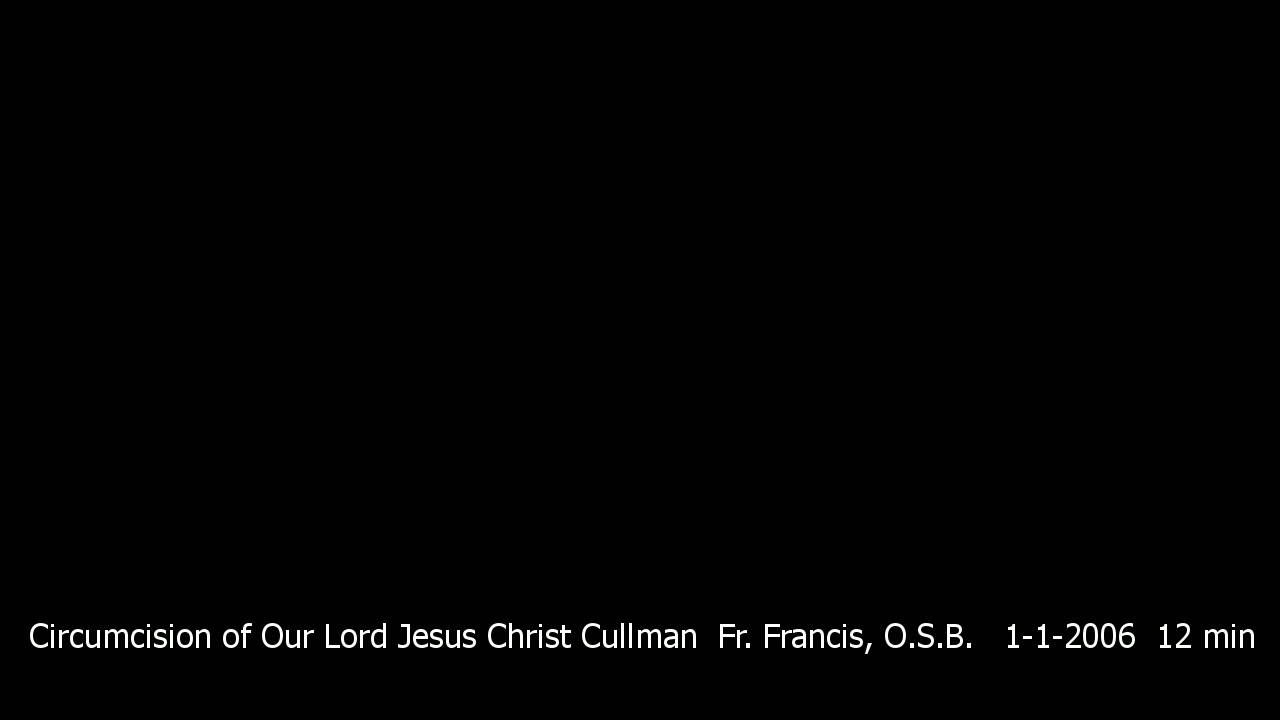 Circumcision of Our Lord Jesus Christ Cullman  Fr. Francis, O.S.B.   1-1-2006  12 min